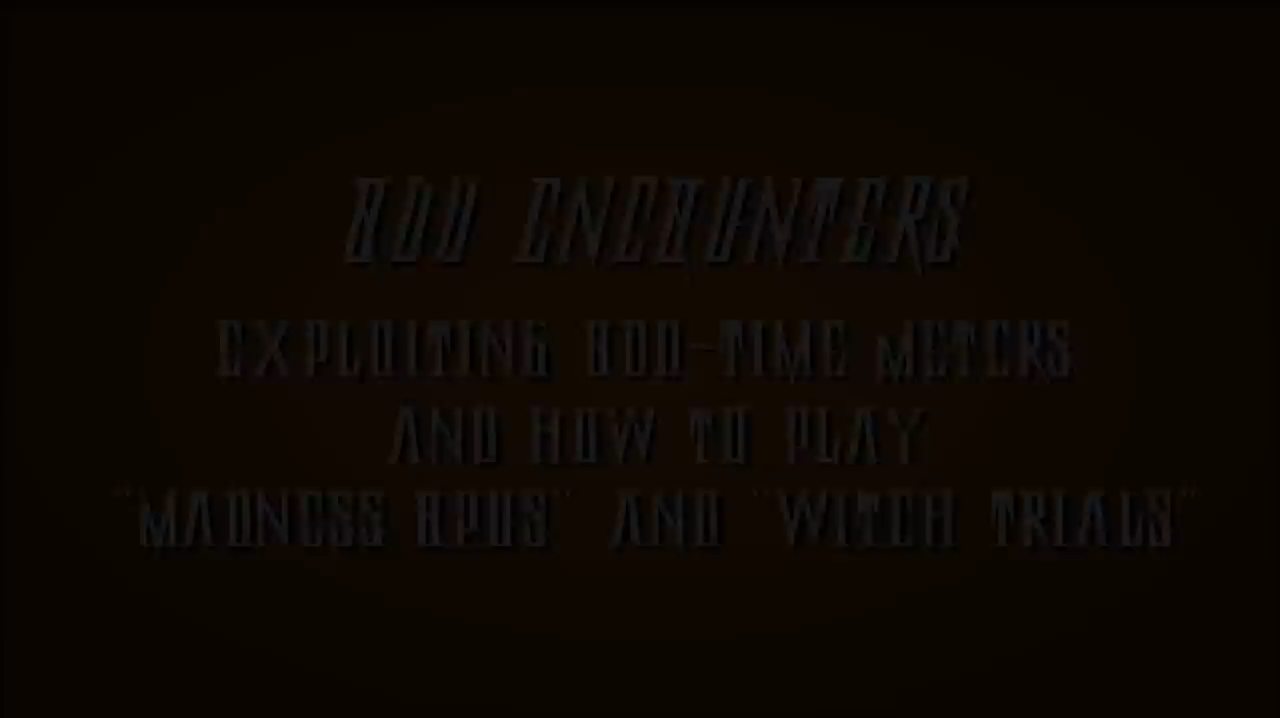 ODD ENCOUNTERS
EXPLOITING ODD-TIME METERS
AND HOW TO PLAY
"MADNESS OPUS" AND "WITCH TRIALS"